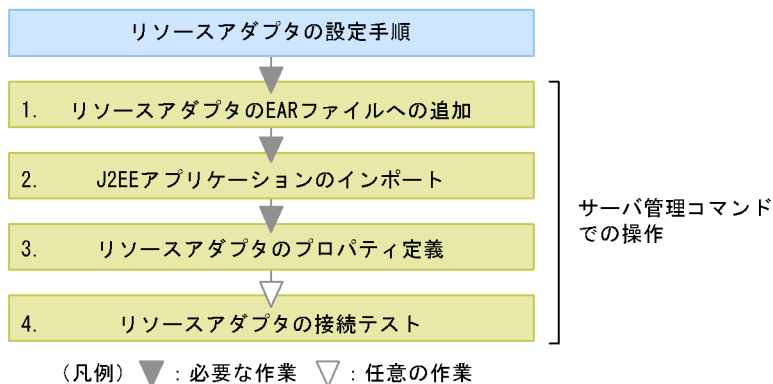 リソースアダプタの設定手順
1. リソースアダプタのEARファイルへの追加
2. J2EEアプリケーションのインポート
3. リソースアダプタのプロパティ定義
4. リソースアダプタの接続テスト
サーバ管理コマンド
での操作
（凡例） ▼ ：必要な作業 ▽ ：任意の作業